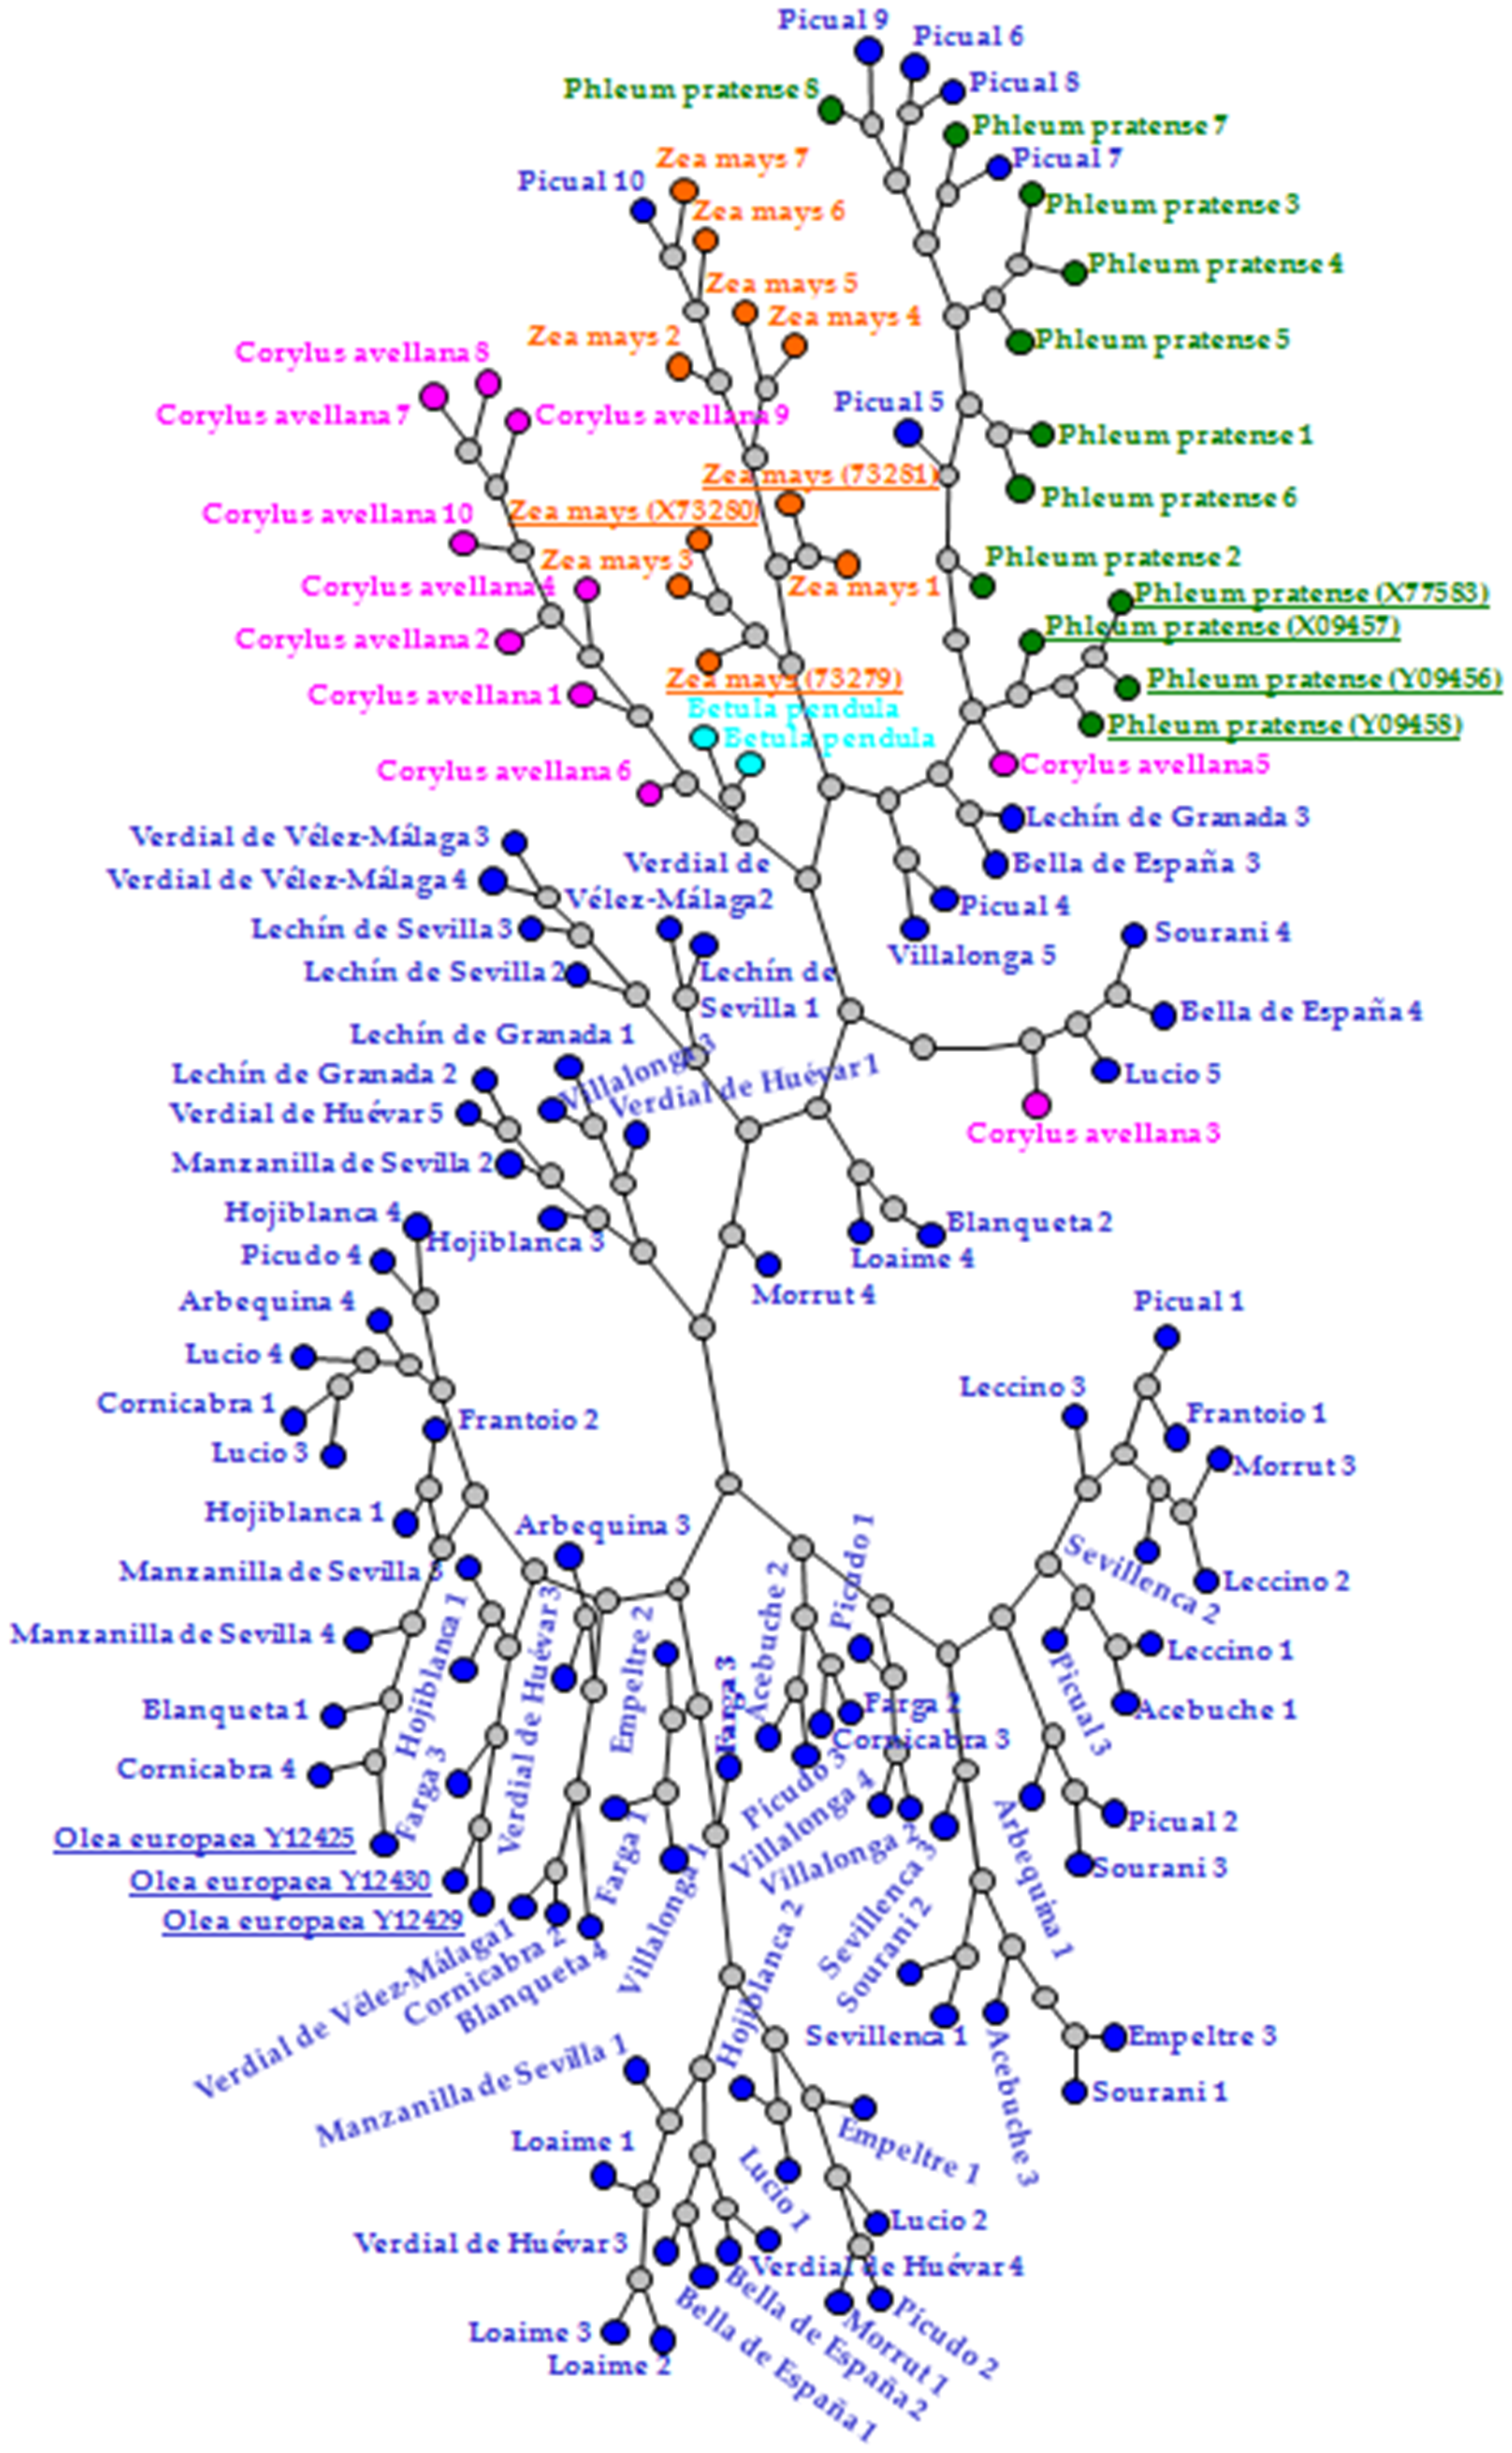 Picual 9
Picual 6
Picual 8
Phleum pratense 8
Phleum pratense 7
Zea mays 7
Picual 7
Picual 10
Phleum pratense 3
Zea mays 6
Phleum pratense 4
Zea mays 5
Zea mays 4
Zea mays 2
Phleum pratense 5
Corylus avellana 8
Picual 5
Corylus avellana 7
Corylus avellana 9
Phleum pratense 1
Zea mays (73281)
Phleum pratense 6
Corylus avellana 10
Zea mays (X73280)
Phleum pratense 2
Zea mays 3
Corylus avellana 4
Zea mays 1
Phleum pratense (X77583)
Phleum pratense (X09457)
Corylus avellana 2
Zea mays (73279)
Phleum pratense (Y09456)
Corylus avellana 1
Betula pendula
Phleum pratense (Y09458)
Betula pendula
Corylus avellana 6
Corylus avellana5
Lechín de Granada 3
Verdial de Vélez-Málaga 3
Verdial de
Vélez-Málaga2
Bella de España 3
Verdial de Vélez-Málaga 4
Picual 4
Lechín de Sevilla 3
Sourani 4
Villalonga 5
Lechín de Sevilla 2
Lechín de
Sevilla 1
Bella de España 4
Lechín de Granada 1
Villalonga 3
Lechín de Granada 2
Verdial de Huévar 1
Lucio 5
Verdial de Huévar 5
Corylus avellana 3
Manzanilla de Sevilla 2
Hojiblanca 4
Blanqueta 2
Hojiblanca 3
Picudo 4
Loaime 4
Arbequina 4
Morrut 4
Picual 1
Lucio 4
Leccino 3
Cornicabra 1
Frantoio 2
Frantoio 1
Lucio 3
Morrut 3
Hojiblanca 1
Arbequina 3
Picudo 1
Sevillenca 2
Manzanilla de Sevilla 3
Leccino 2
Hojiblanca 1
Verdial de Huévar 3
Empeltre 2
Acebuche 2
Manzanilla de Sevilla 4
Leccino 1
Farga 3
Picual 3
Blanqueta 1
Farga 2
Acebuche 1
Cornicabra 3
Cornicabra 4
Farga 3
Picudo 3
Villalonga 4
Arbequina 1
Picual 2
Olea europaea Y12425
Farga 1
Villalonga 1
Villalonga 2
Sourani 3
Olea europaea Y12430
Sevillenca 3
Olea europaea Y12429
Hojiblanca 2
Sourani 2
Verdial de Vélez-Málaga 1
Cornicabra 2
Blanqueta 4
Sevillenca 1
Acebuche 3
Empeltre 3
Manzanilla de Sevilla 1
Sourani 1
Loaime 1
Empeltre 1
Lucio 1
Lucio 2
Verdial de Huévar 3
Verdial de Huévar 4
Bella de España 1
Bella de España 2
Morrut 1
Picudo 2
Loaime 3
Loaime 2